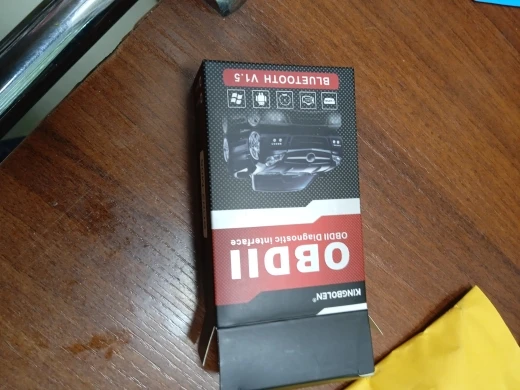 KINGBOLEN®
OBDII
OBDII Diagnostic Interface
BLUETOOTH V1.5